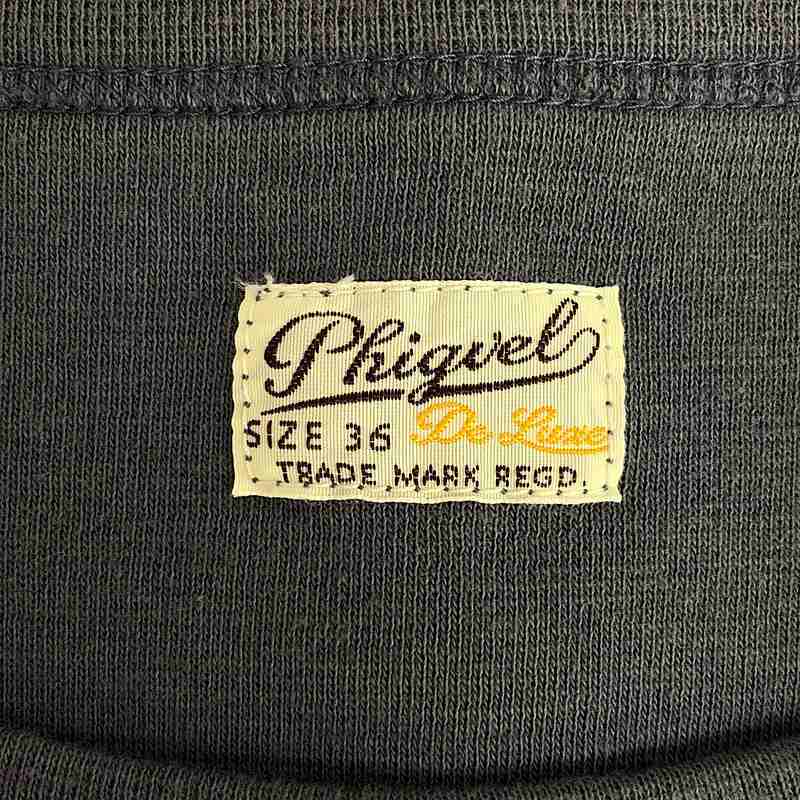 Phigvel
SIZE 36 De Luxe
TRADE MARK REGD.